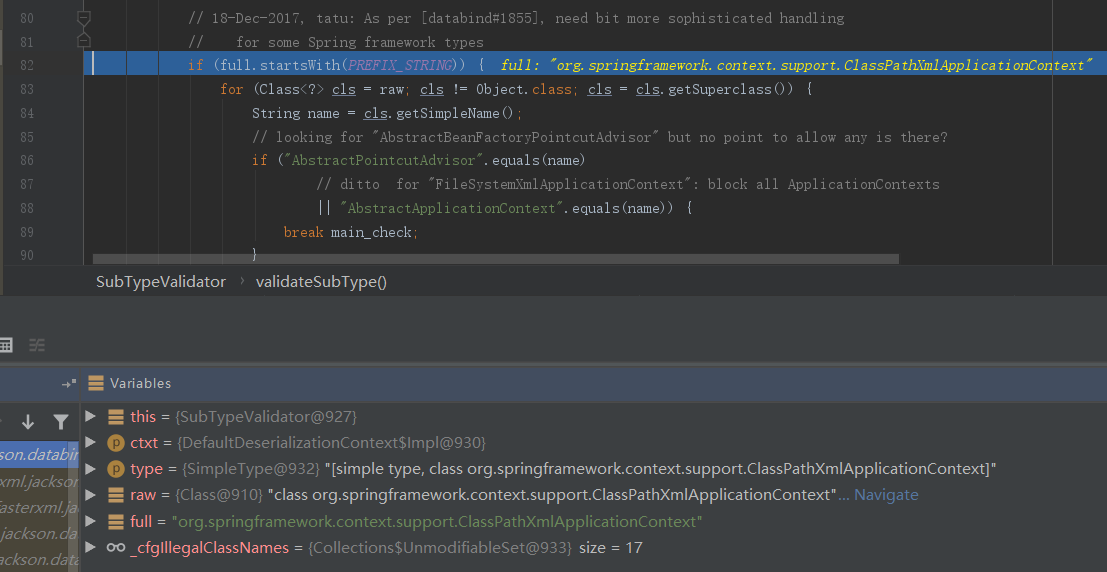 80 // 18-Dec-2017, tatu: As per [databind#1855], need bit more sophisticated handling
81 //    for some Spring framework types
82 if (full.startsWith(PREFIX_STRING)) {  full: "org.springframework.context.support.ClassPathXmlApplicationContext"
83 for (Class<?> cls = raw; cls != Object.class; cls = cls.getSuperclass()) {
84 String name = cls.getSimpleName();
85 // looking for "AbstractBeanFactoryPointcutAdvisor" but no point to allow any is there?
86 if ("AbstractPointcutAdvisor".equals(name)
87 // ditto  for "FileSystemXmlApplicationContext": block all ApplicationContexts
88 || "AbstractApplicationContext".equals(name)) {
89 break main_check;
90 }
SubTypeValidator › validateSubType()
Variables
this = {SubTypeValidator@927}
p ctxt = {DefaultDeserializationContext$Impl@930}
son.databin
p type = {SimpleType@932} "[simple type, class org.springframework.context.support.ClassPathXmlApplicationContext]"
xml.jackson
raw = {Class@910} "class org.springframework.context.support.ClassPathXmlApplicationContext"... Navigate
asterxml.ja
full = "org.springframework.context.support.ClassPathXmlApplicationContext"
.jackson.da
_cfgIllegalClassNames = {Collections$UnmodifiableSet@933} size = 17
ackson.data